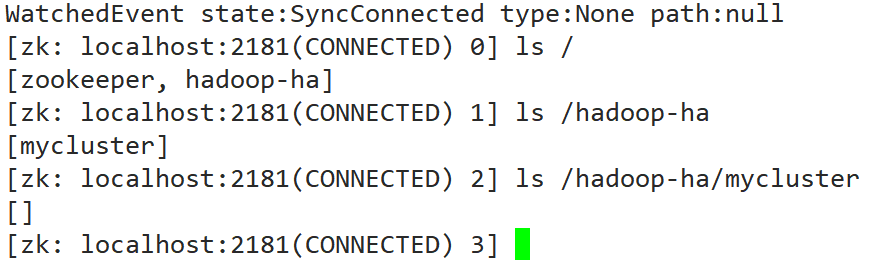 WatchedEvent state:SyncConnected type:None path:null
[zk: localhost:2181(CONNECTED) 0] ls /
[zookeeper, hadoop-ha]
[zk: localhost:2181(CONNECTED) 1] ls /hadoop-ha
[mycluster]
[zk: localhost:2181(CONNECTED) 2] ls /hadoop-ha/mycluster
[]
[zk: localhost:2181(CONNECTED) 3]